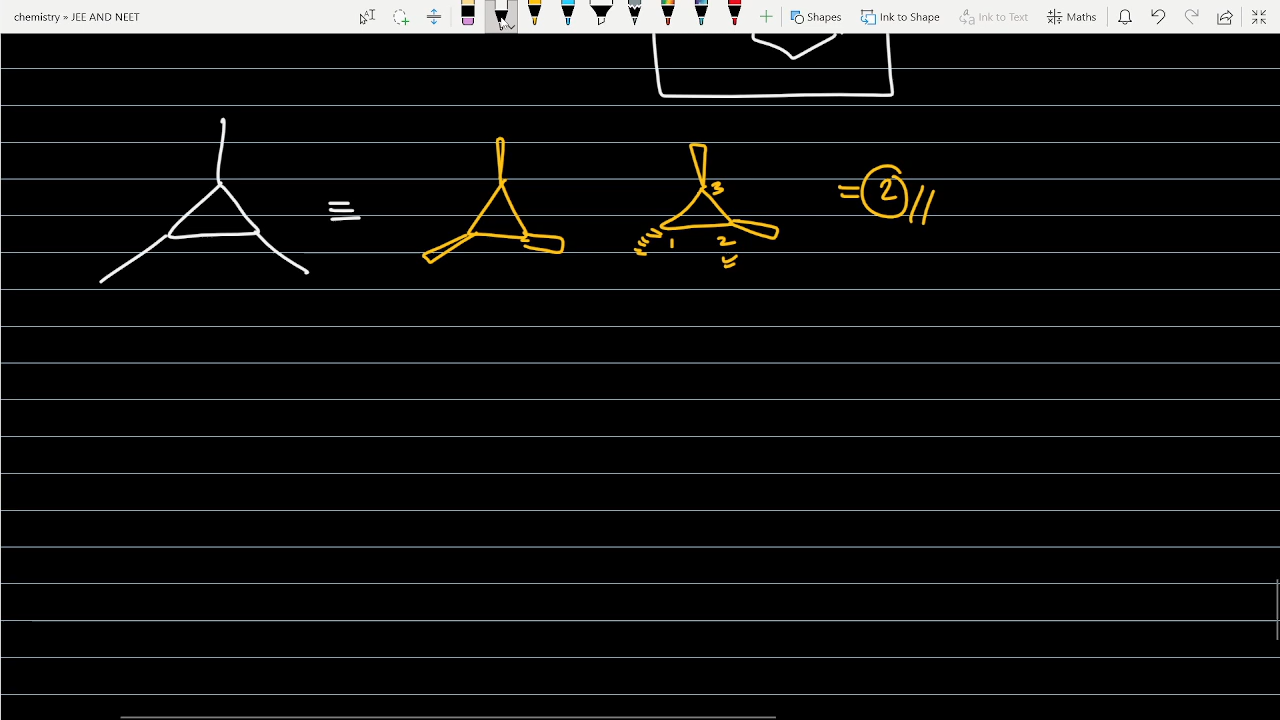 chemistry » JEE AND NEET
Shapes
Ink to Shape
Ink to Text
Maths
3
1
2
= 2 //